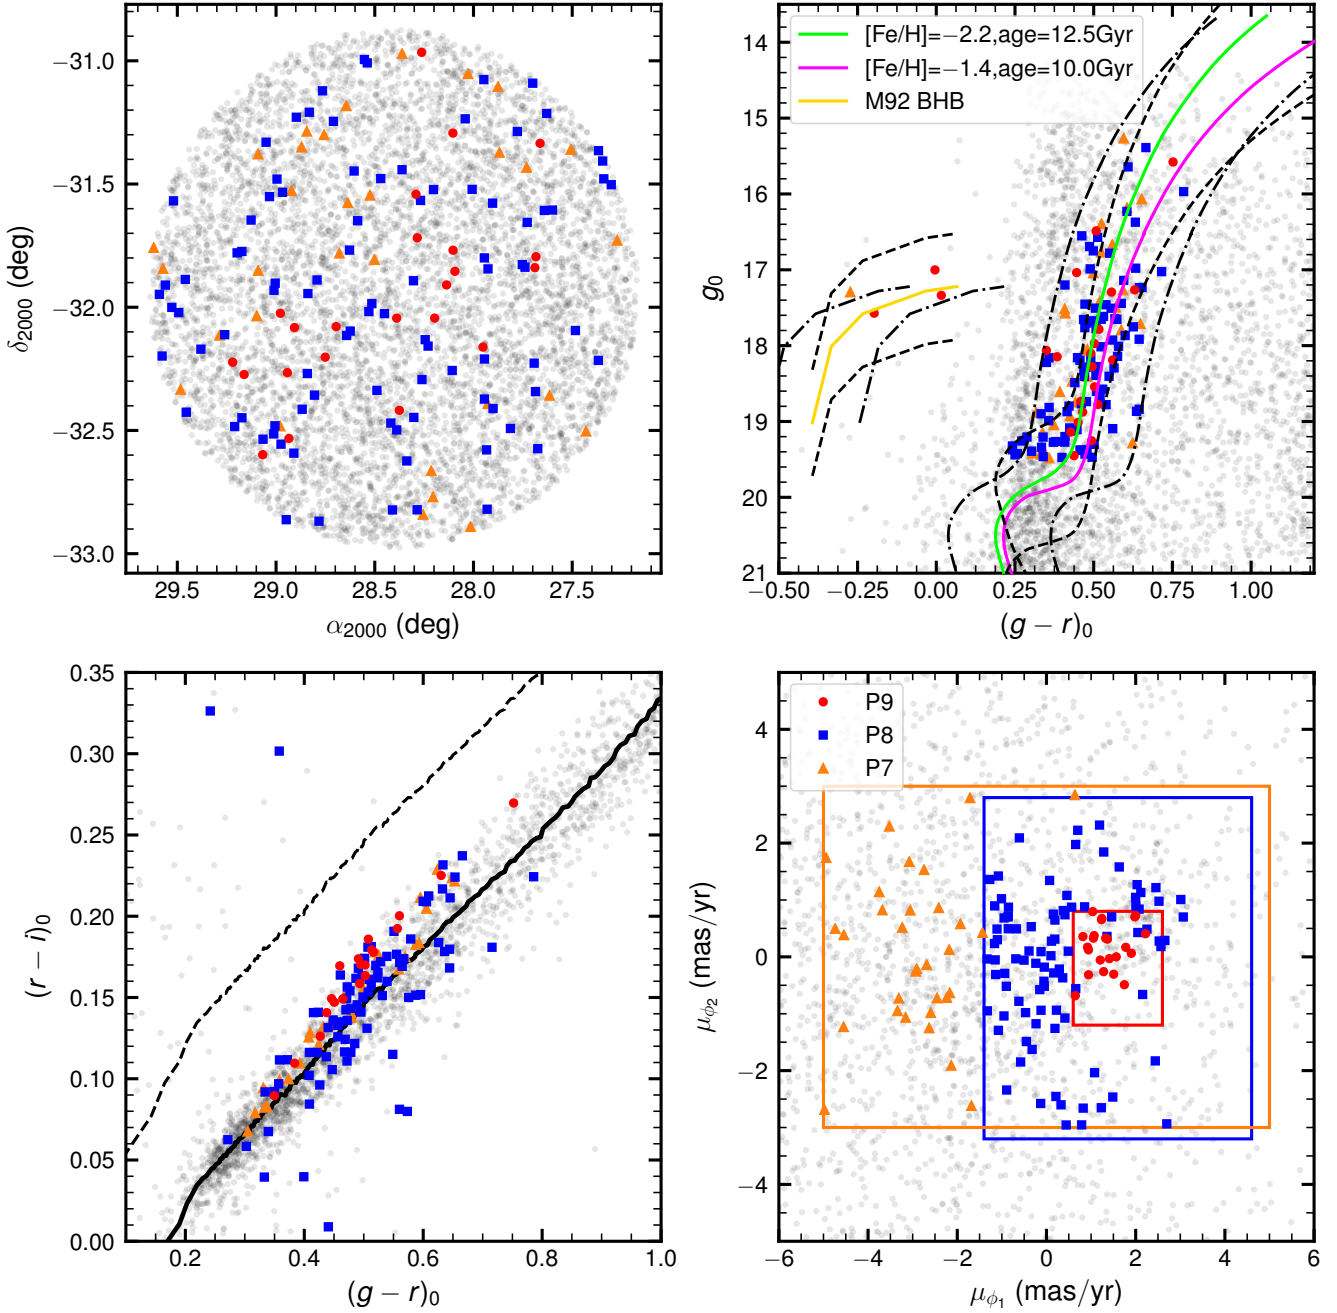 −31.0
−31.5
−32.0
−32.5
−33.0
δ2000 (deg)
29.5 29.0 28.5 28.0 27.5
α2000 (deg)
[Fe/H]=−2.2,age=12.5Gyr
[Fe/H]=−1.4,age=10.0Gyr
M92 BHB
14
15
16
17
18
19
20
21
g0
−0.50 −0.25 0.00 0.25 0.50 0.75 1.00
(g − r)0
0.35
0.30
0.25
0.20
0.15
0.10
0.05
0.00
(r − i)0
0.2 0.4 0.6 0.8 1.0
(g − r)0
P9
P8
P7
4
2
0
−2
−4
μϕ2 (mas/yr)
−6 −4 −2 0 2 4 6
μϕ1 (mas/yr)